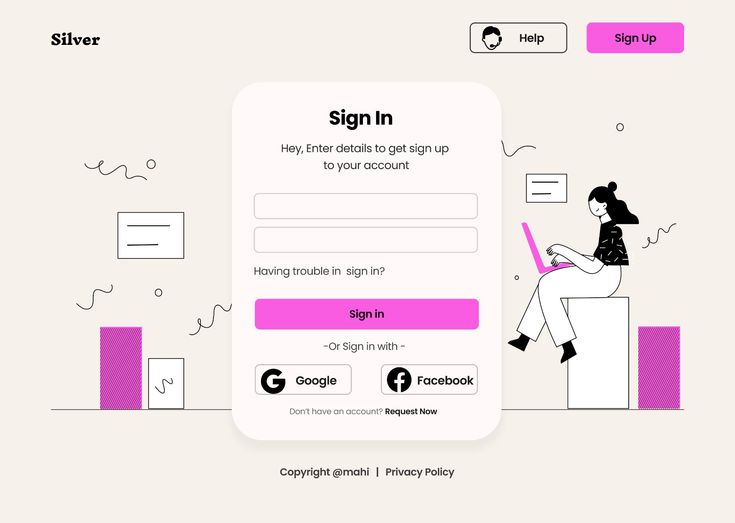 Silver
Help
Sign Up
Sign In
Hey, Enter details to get sign up
to your account
Having trouble in sign in?
Sign in
-Or Sign in with -
Google
Facebook
Don't have an account? Request Now
Copyright @mahi | Privacy Policy